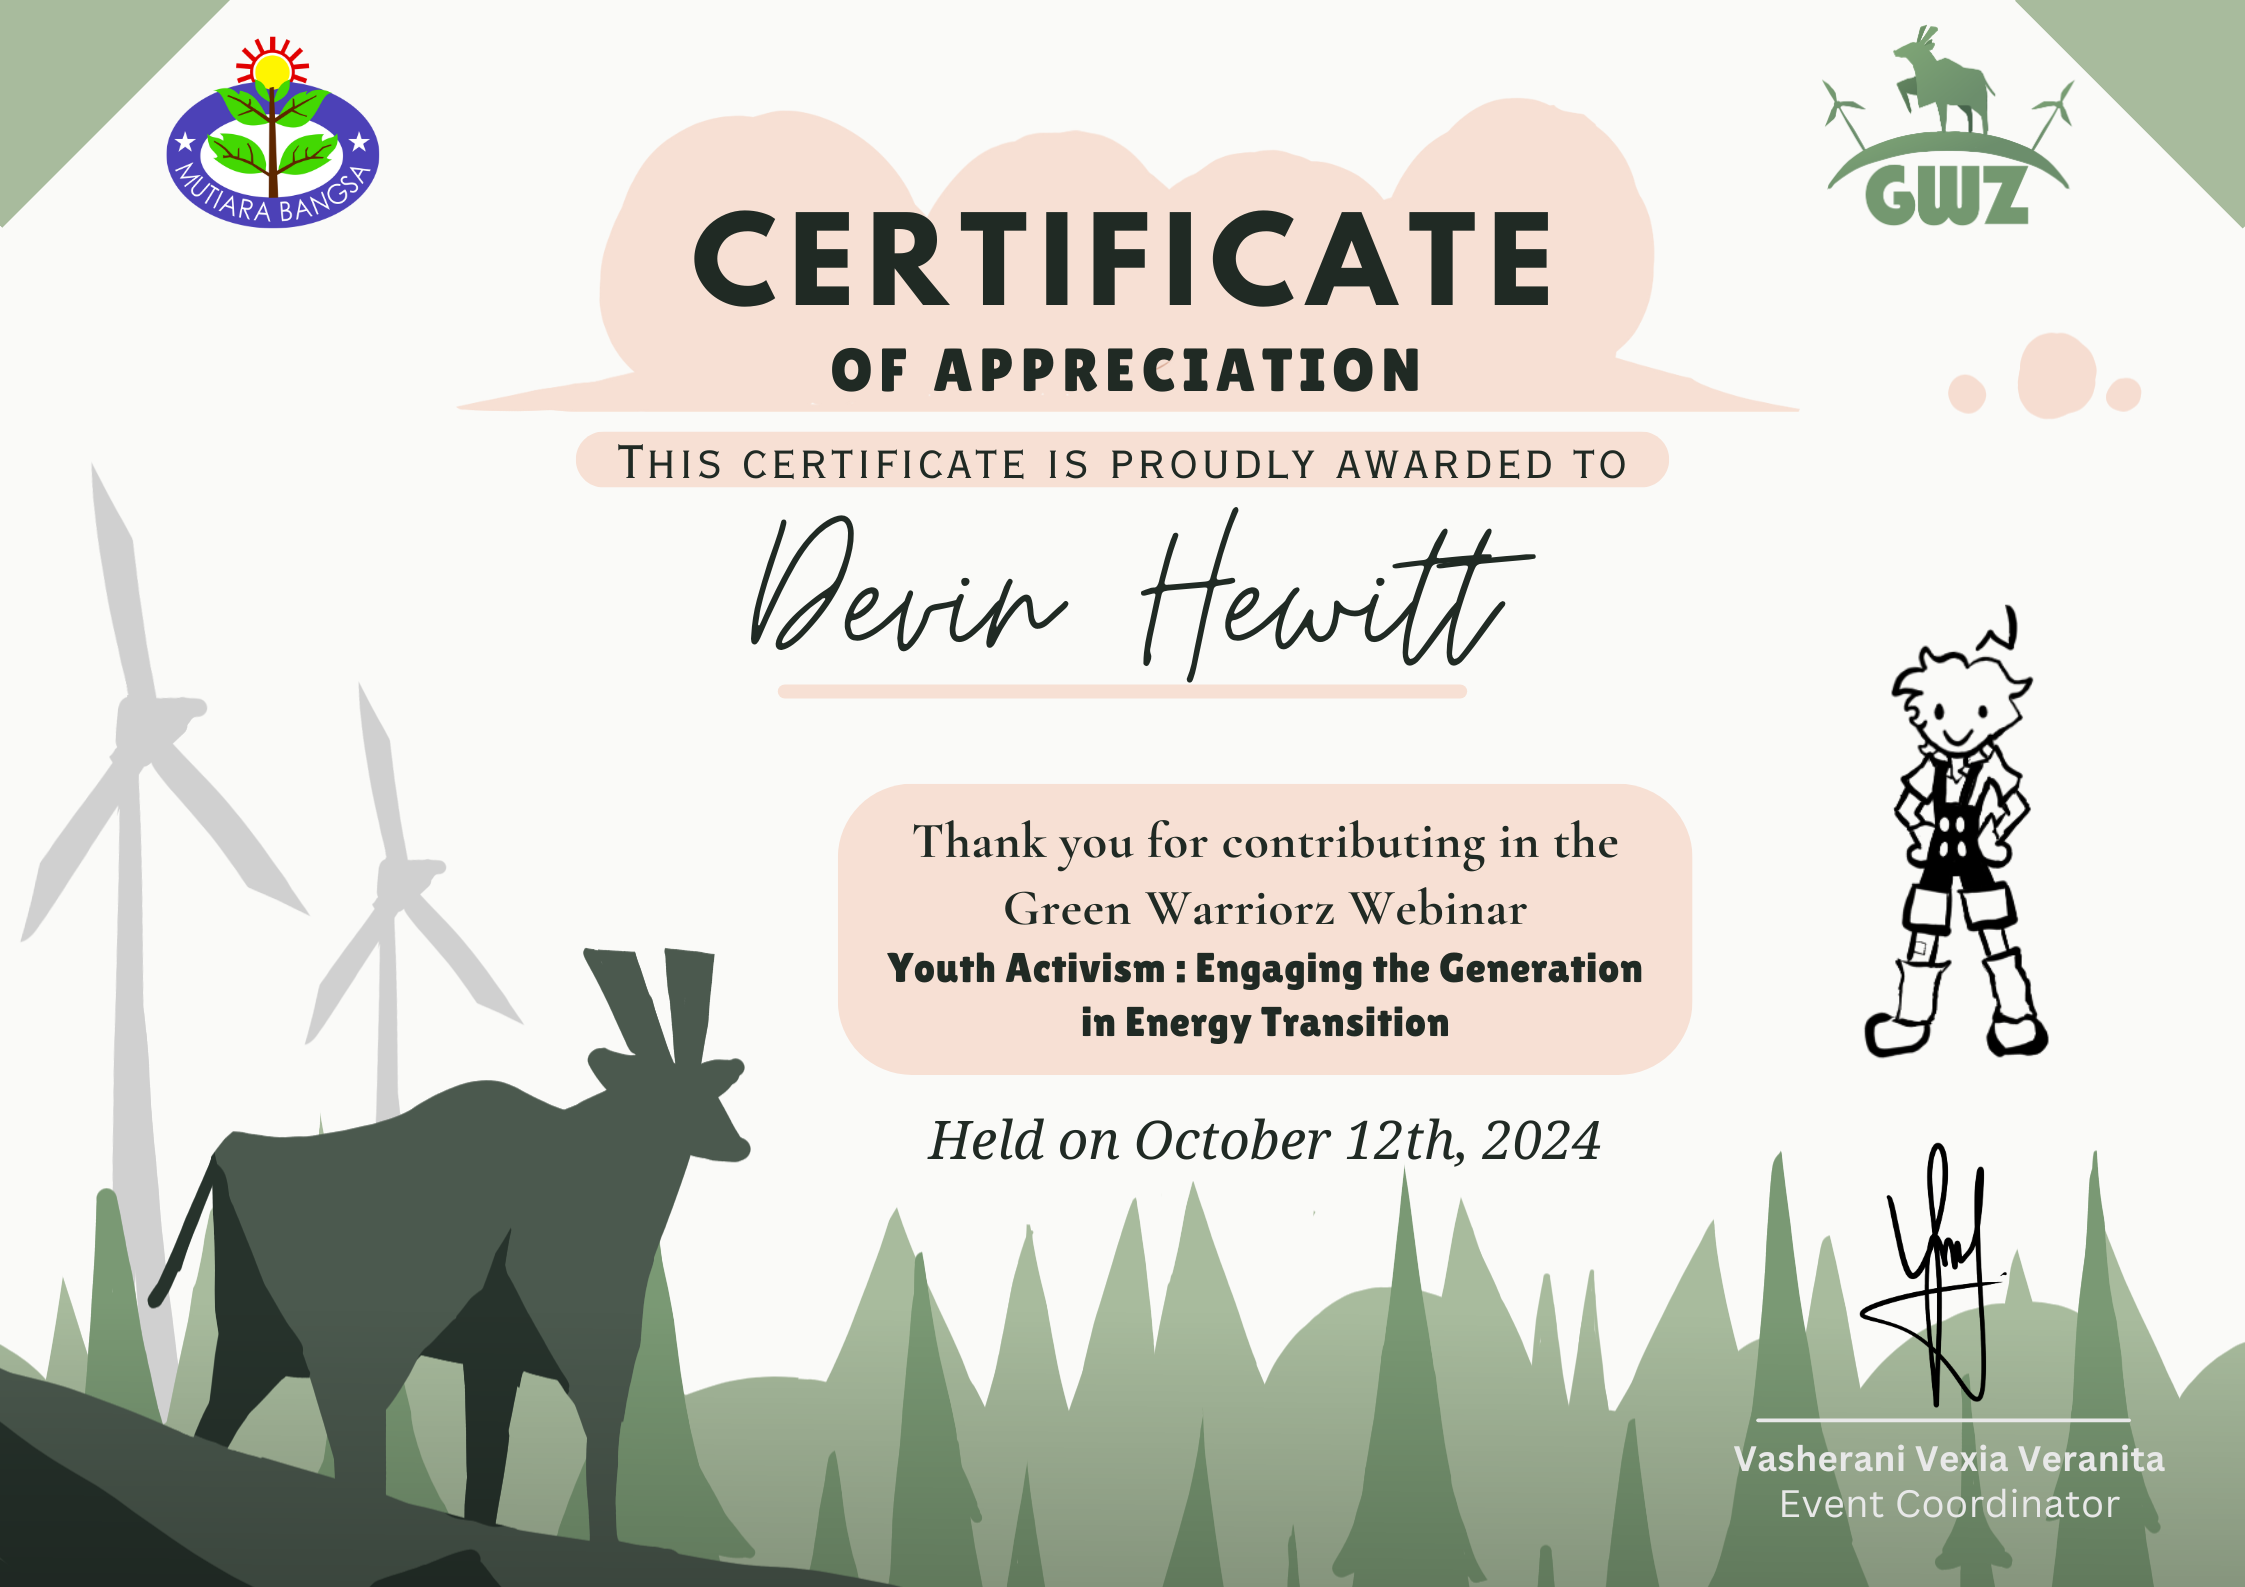 MUTIARA BANGSA
GWZ
CERTIFICATE
OF APPRECIATION
THIS CERTIFICATE IS PROUDLY AWARDED TO
Devin Hewitt
Thank you for contributing in the
Green Warriorz Webinar
Youth Activism : Engaging the Generation
in Energy Transition
Held on October 12th, 2024
Vasherani Vexia Veranita
Event Coordinator